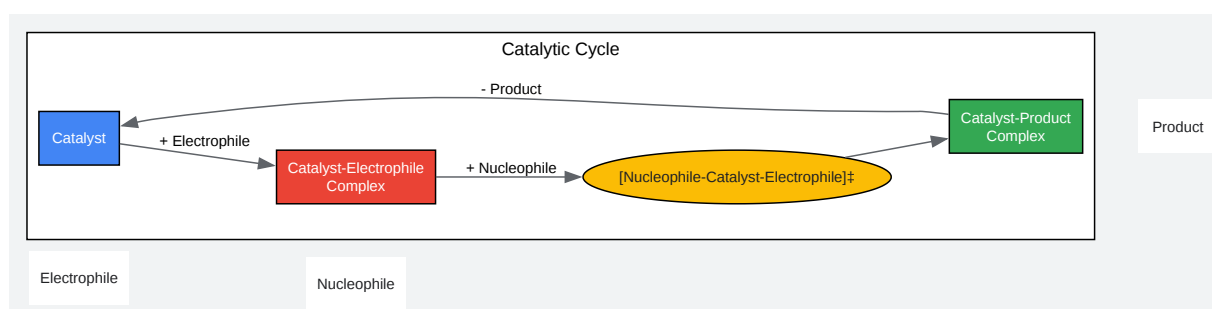 Catalytic Cycle
- Product
Catalyst
+ Electrophile
Catalyst-Electrophile
Complex
+ Nucleophile
[Nucleophile-Catalyst-Electrophile]‡
Catalyst-Product
Complex
Product
Electrophile
Nucleophile